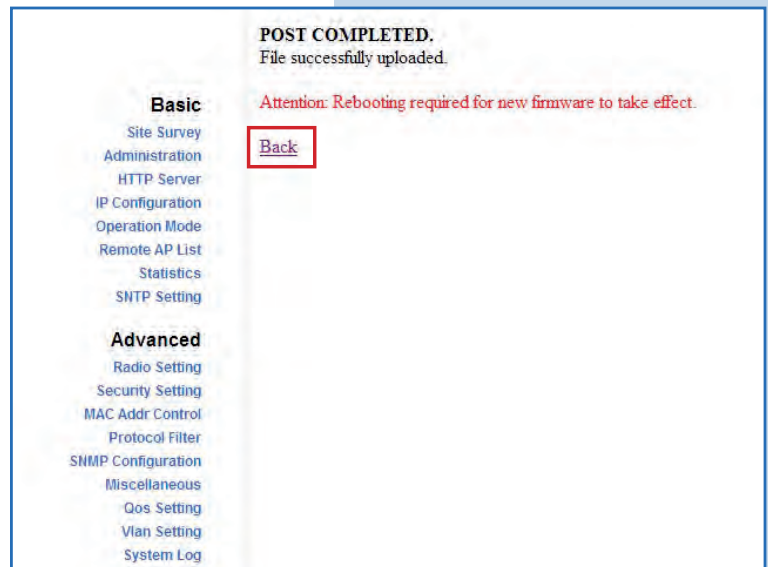 POST COMPLETED.
File successfully uploaded.
Attention: Rebooting required for new firmware to take effect.
Back
Basic
Site Survey
Administration
HTTP Server
IP Configuration
Operation Mode
Remote AP List
Statistics
SNTP Setting
Advanced
Radio Setting
Security Setting
MAC Addr Control
Protocol Filter
SNMP Configuration
Miscellaneous
Qos Setting
Vlan Setting
System Log